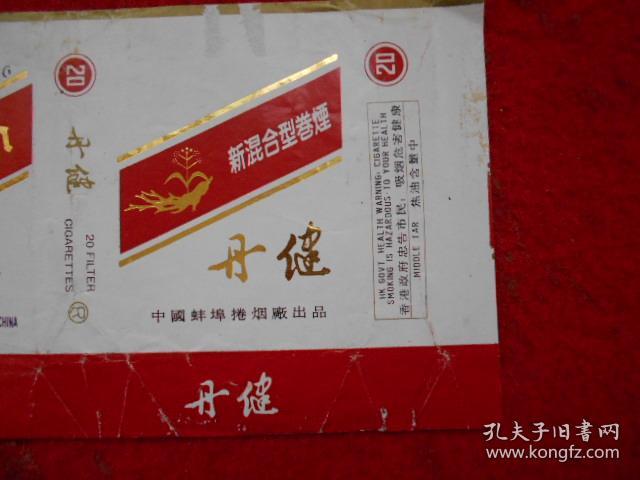 20
丹健
20 FILTER
CIGARETTES
R
CHINA
20
新混合型卷煙
丹健
中國蚌埠捲烟廠出品
HK GOVT HEALTH WARNING: CIGARETTE
SMOKING IS HAZARDOUS TO YOUR HEALTH
香港政府忠告市民：吸烟危害健康
MIDDLE TAR 焦油含量中
丹健
孔夫子旧书网
www.kongfz.com